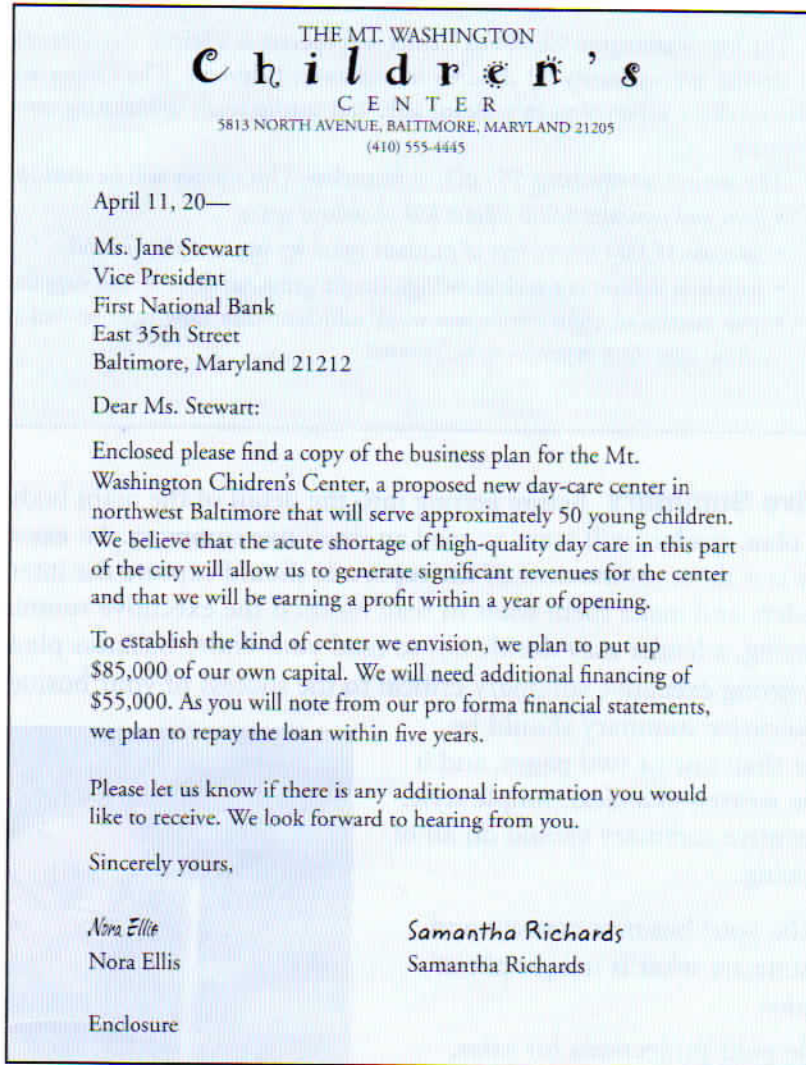 THE MT. WASHINGTON
Children's
CENTER
5813 NORTH AVENUE, BALTIMORE, MARYLAND 21205
(410) 555-4445
April 11, 20—
Ms. Jane Stewart
Vice President
First National Bank
East 35th Street
Baltimore, Maryland 21212
Dear Ms. Stewart:
Enclosed please find a copy of the business plan for the Mt.
Washington Chidren's Center, a proposed new day-care center in
northwest Baltimore that will serve approximately 50 young children.
We believe that the acute shortage of high-quality day care in this part
of the city will allow us to generate significant revenues for the center
and that we will be earning a profit within a year of opening.
To establish the kind of center we envision, we plan to put up
$85,000 of our own capital. We will need additional financing of
$55,000. As you will note from our pro forma financial statements,
we plan to repay the loan within five years.
Please let us know if there is any additional information you would
like to receive. We look forward to hearing from you.
Sincerely yours,
Nora Ellis Samantha Richards
Nora Ellis Samantha Richards
Enclosure